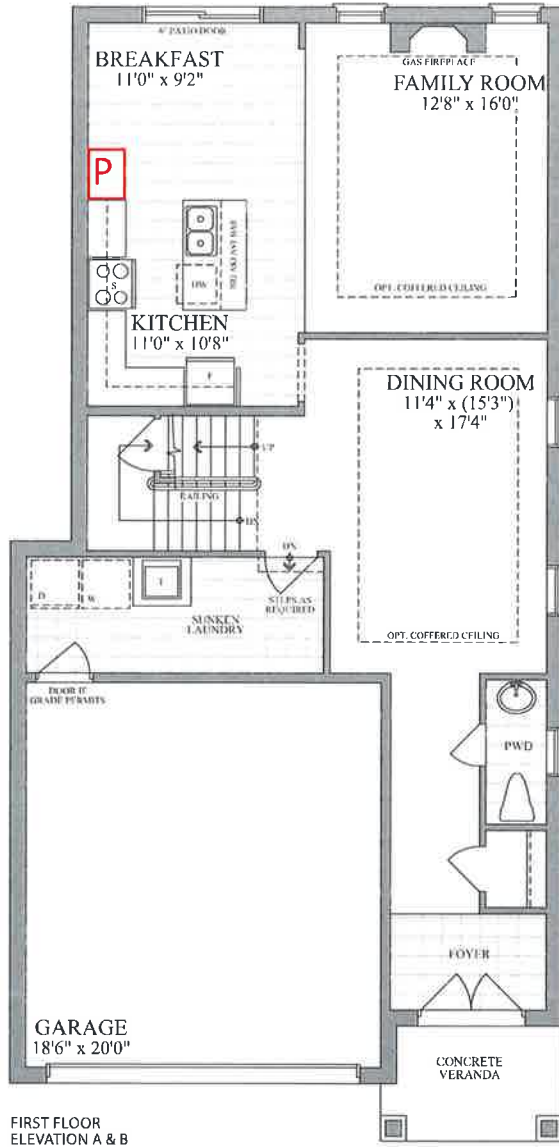 6' PATIO DOOR
BREAKFAST
11'0" x 9'2"
GAS FIREPLACE
FAMILY ROOM
12'8" x 16'0"
P
BREAKFAST BAR
DW
S
OPT. COFFERED CEILING
KITCHEN
11'0" x 10'8"
F
DINING ROOM
11'4" x (15'3")
x 17'4"
UP
RAILING
DN
DN
D
W
STEPS AS
REQUIRED
SUNKEN
LAUNDRY
OPT. COFFERED CEILING
DOOR IF
GRADE PERMITS
PWD
FOYER
GARAGE
18'6" x 20'0"
CONCRETE
VERANDA
FIRST FLOOR
ELEVATION A & B